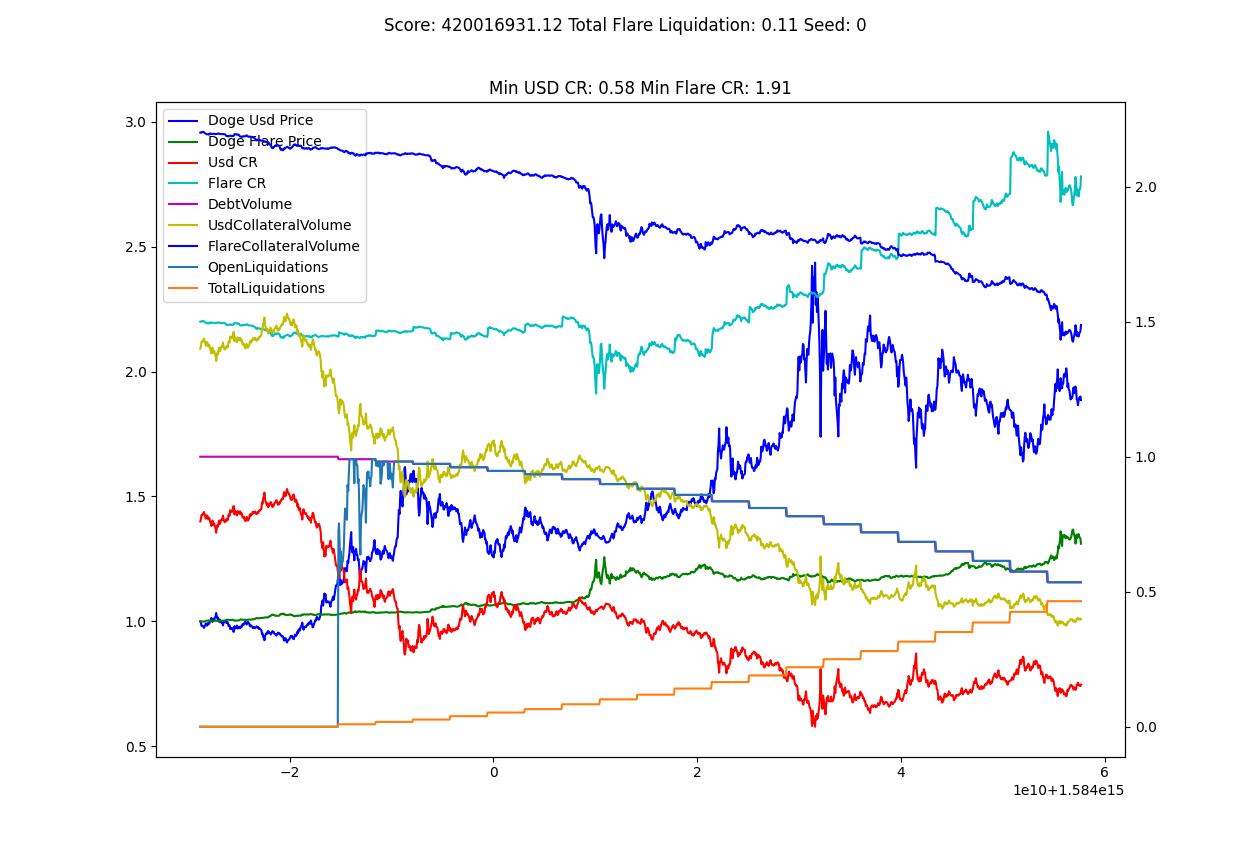 Score: 420016931.12 Total Flare Liquidation: 0.11 Seed: 0
Min USD CR: 0.58 Min Flare CR: 1.91
Doge Usd Price
Doge Flare Price
Usd CR
Flare CR
DebtVolume
UsdCollateralVolume
FlareCollateralVolume
OpenLiquidations
TotalLiquidations
3.0
2.5
2.0
1.5
1.0
0.5
2.0
1.5
1.0
0.5
0.0
−2 0 2 4 6
1e10+1.584e15